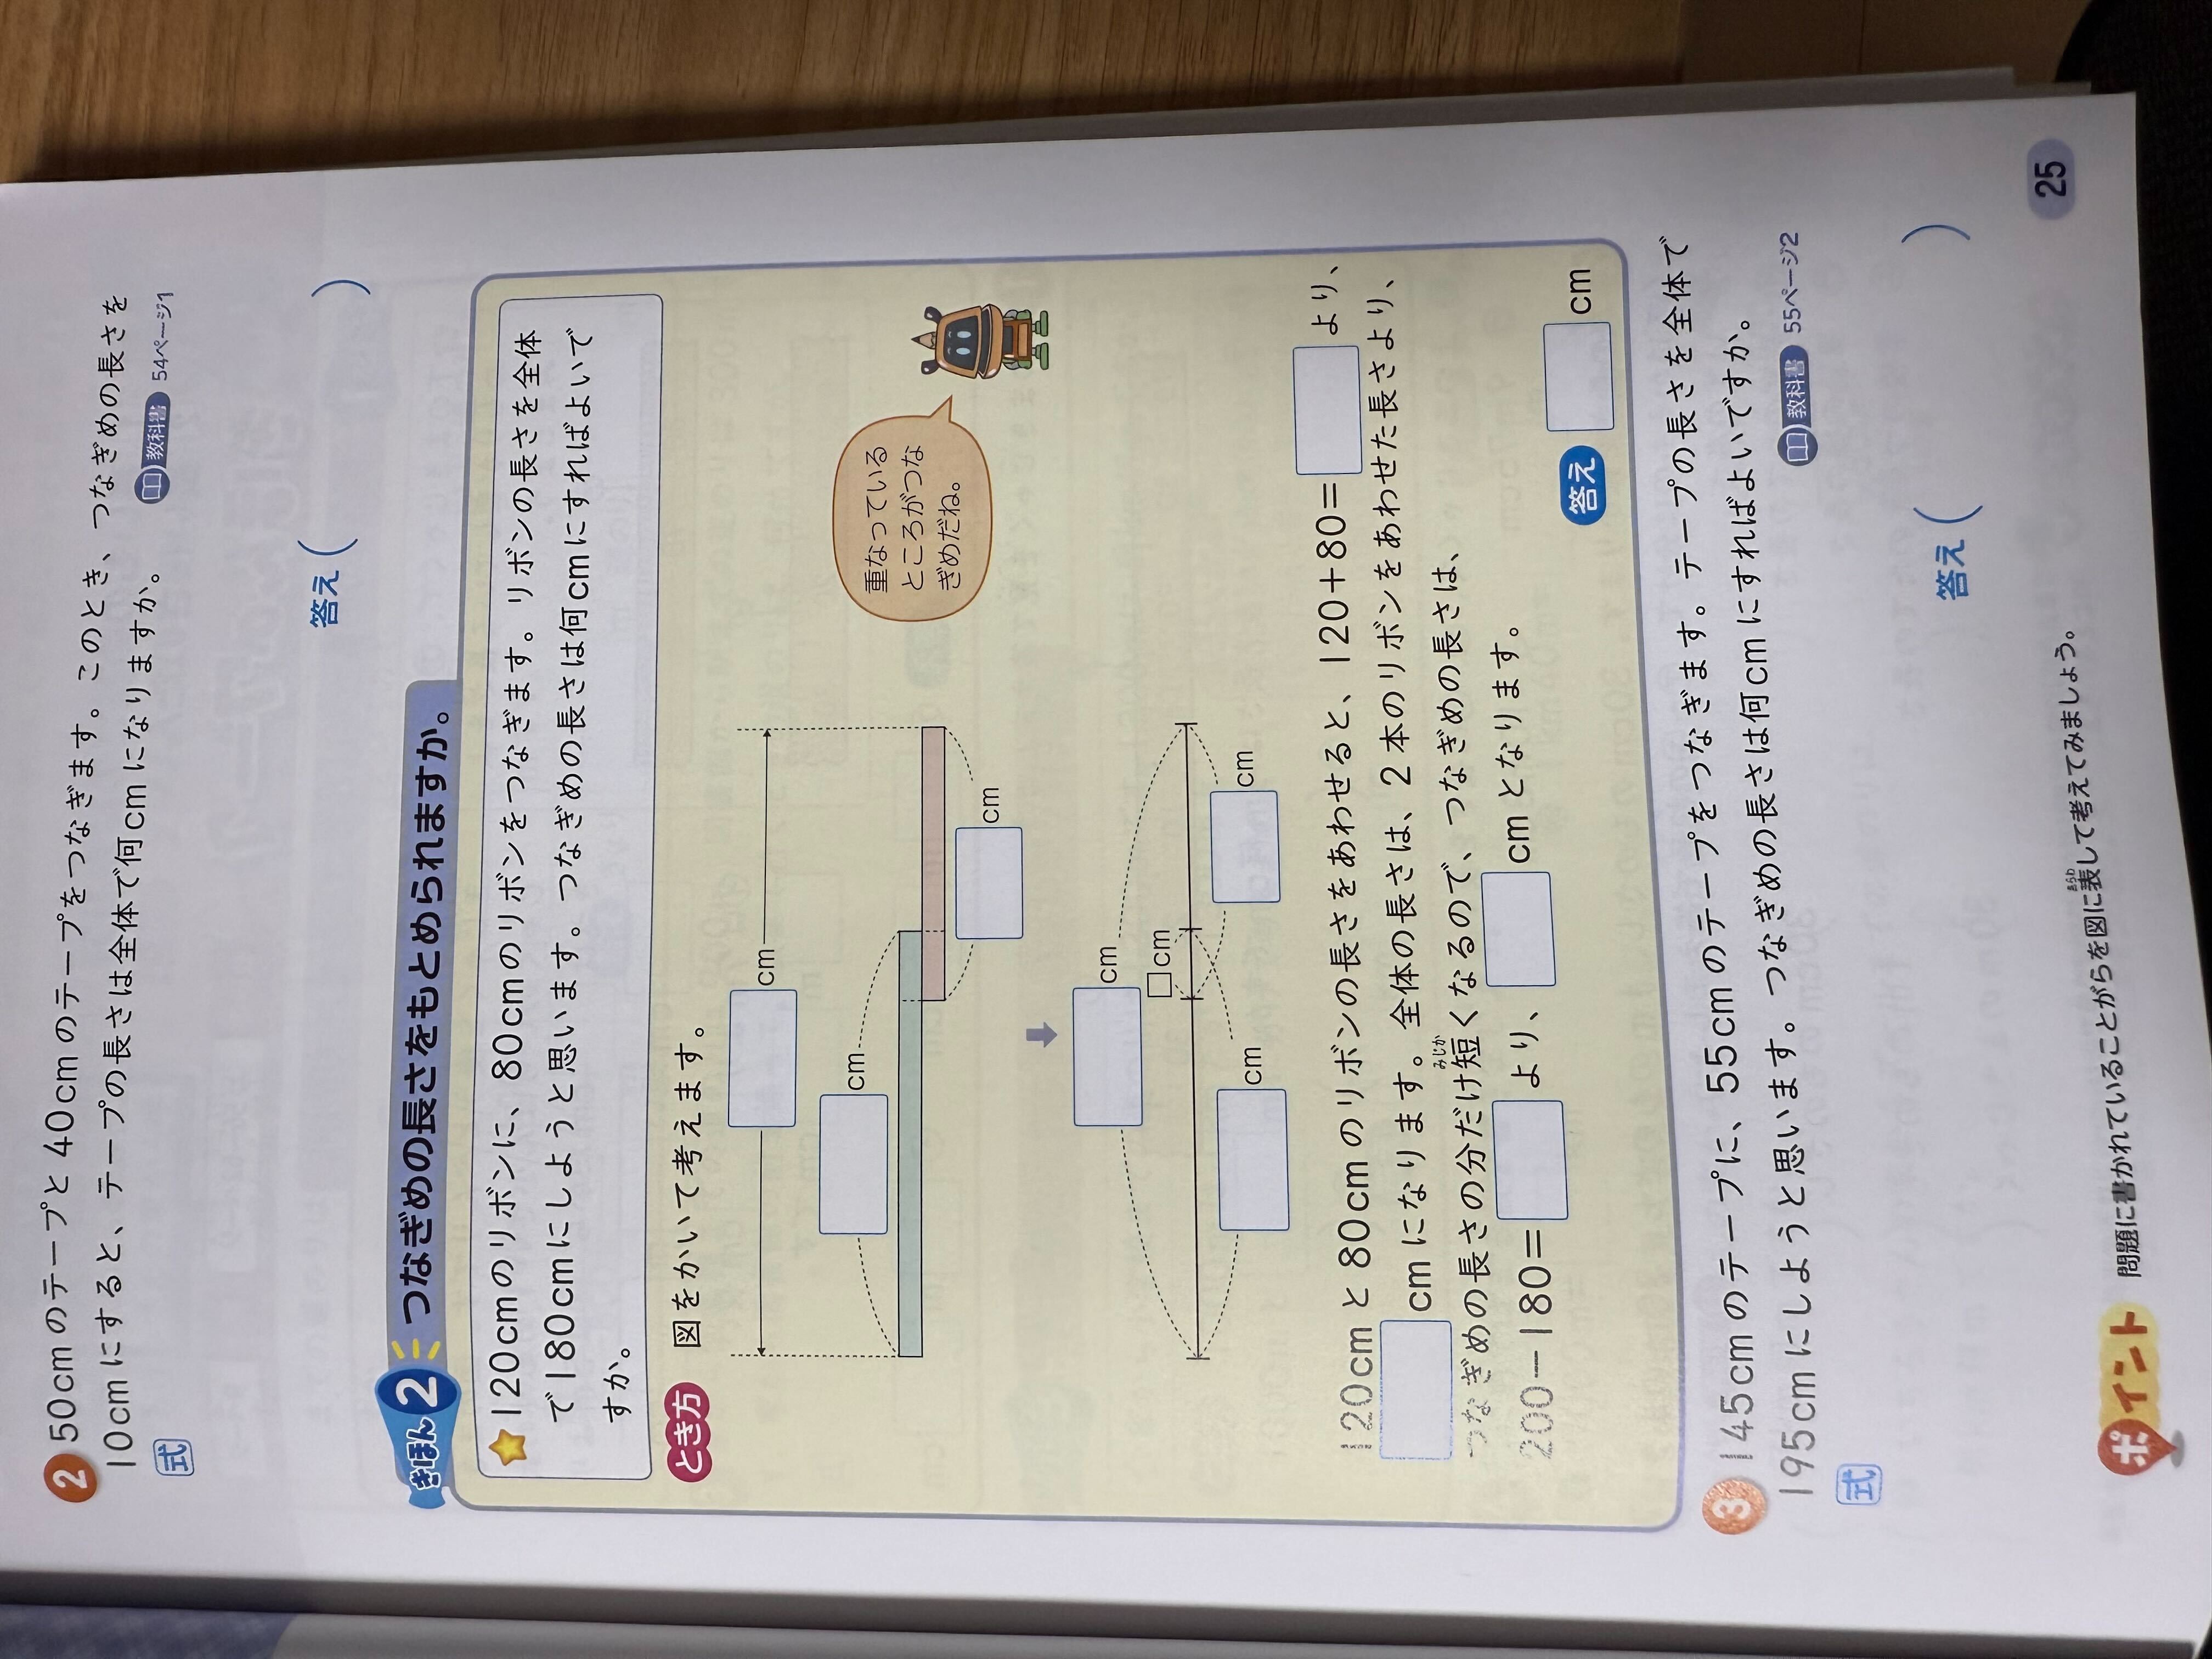 2 50cmのテープと40cmのテープをつなぎます。このとき、つなぎめの長さを
10cmにすると、テープの長さは全体で何cmになりますか。
教科書 54ページ1
式
答え( )
きほん2 つなぎめの長さをもとめられますか。
120cmのリボンに、80cmのリボンをつなぎます。リボンの長さを全体
で180cmにしようと思います。つなぎめの長さは何cmにすればよいで
すか。
とき方 図をかいて考えます。
cm
cm
cm
重なっている
ところがつな
ぎめだね。
cm
□cm
cm
cm
120cmと80cmのリボンの長さをあわせると、120+80=□より、
□cmになります。全体の長さは、2本のリボンをあわせた長さより、
みじか
つなぎめの長さの分だけ短くなるので、つなぎめの長さは、
200-180=□より、□cmとなります。
答え □cm
3 145cmのテープに、55cmのテープをつなぎます。テープの長さを全体で
195cmにしようと思います。つなぎめの長さは何cmにすればよいですか。
教科書 55ページ2
式
答え( )
ポイント
あらわ
問題に書かれていることがらを図に表して考えてみましょう。
25